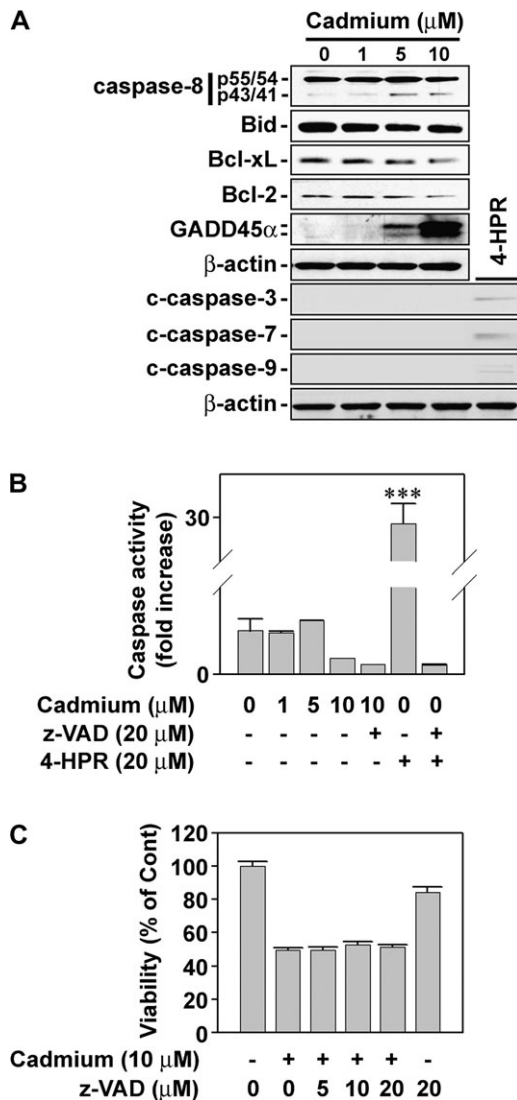 A
Cadmium (μM)
0 1 5 10
caspase-8
p55/54
p43/41
Bid
Bcl-xL
Bcl-2
GADD45α
β-actin
4-HPR
c-caspase-3
c-caspase-7
c-caspase-9
β-actin
B
Caspase activity
(fold increase)
30
0
***
Cadmium (μM) 0 1 5 10 10 0 0
z-VAD (20 μM) - - - - + - +
4-HPR (20 μM) - - - - - + +
C
Viability (% of Cont)
120
100
80
60
40
20
0
Cadmium (10 μM) - + + + + -
z-VAD (μM) 0 0 5 10 20 20